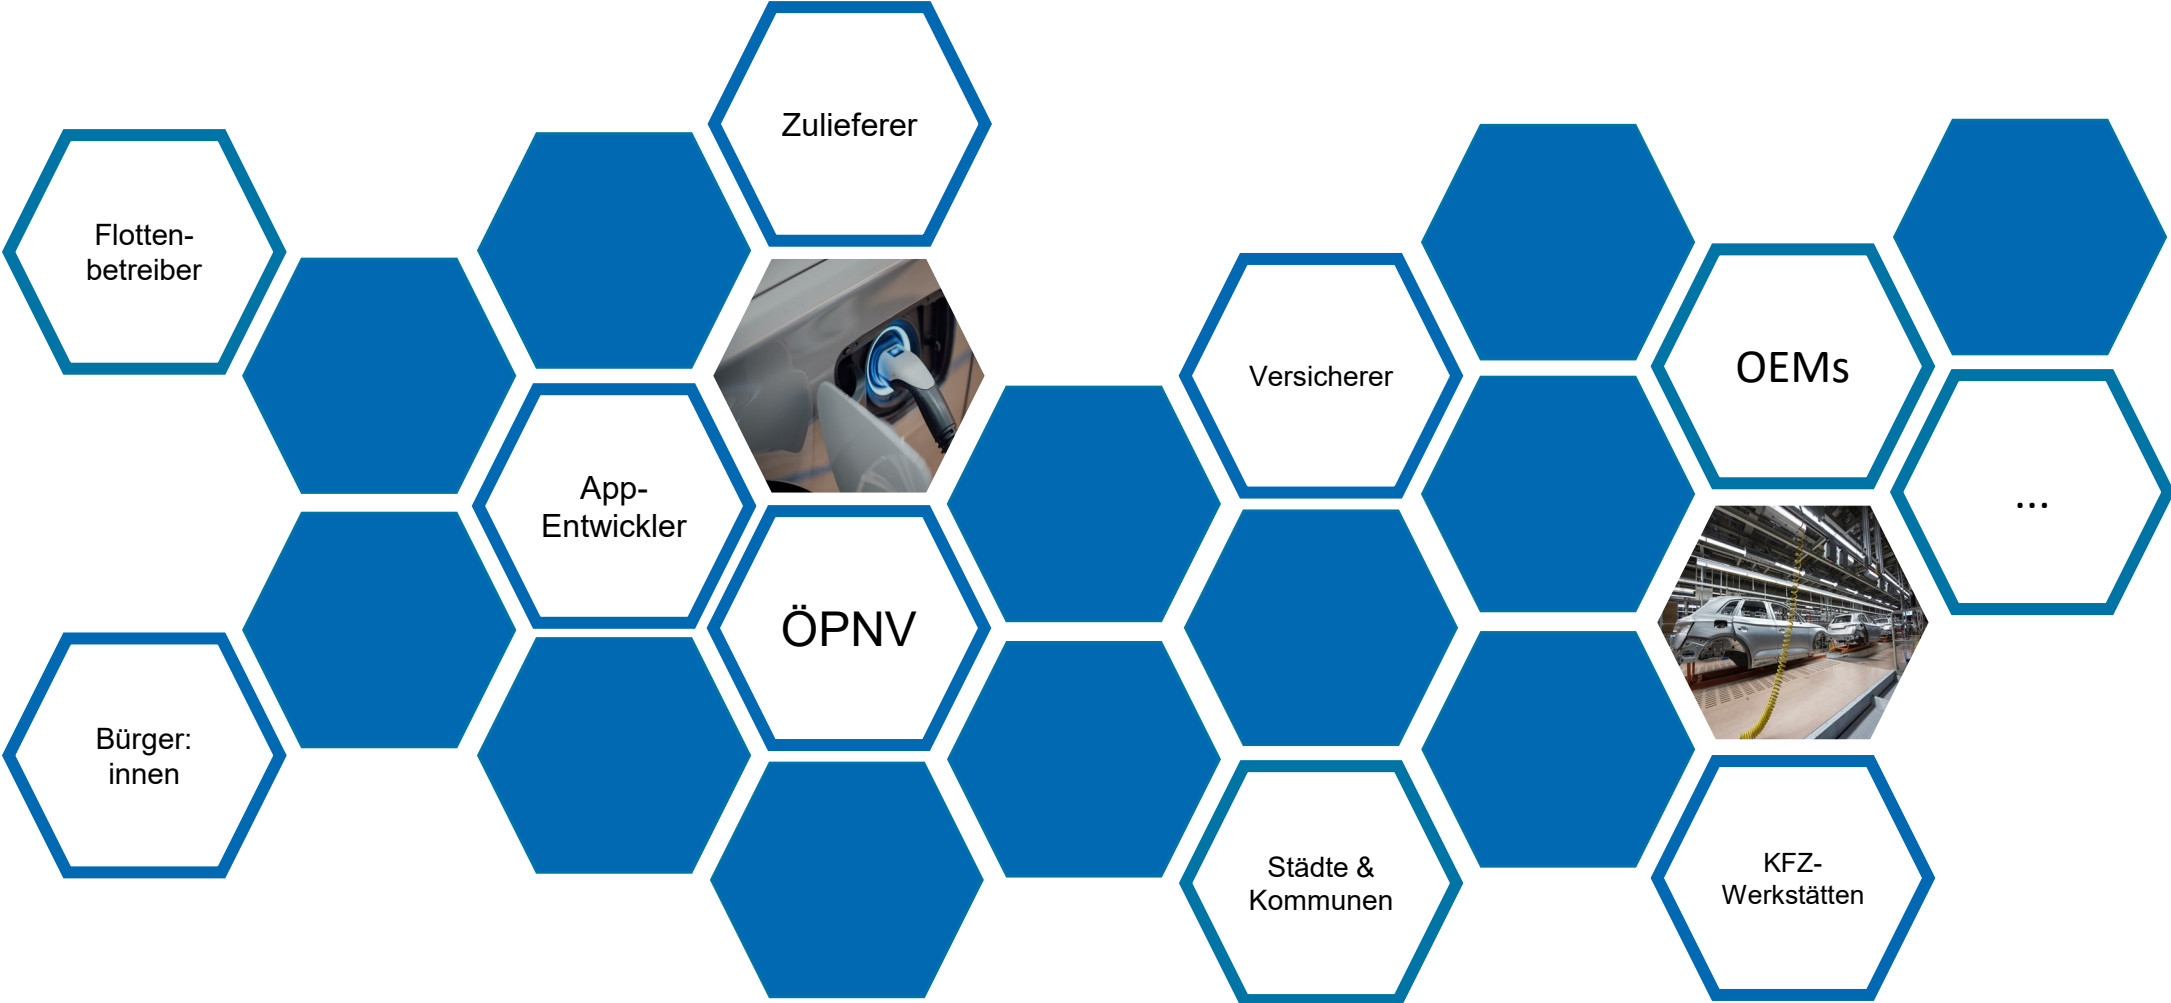 Zulieferer
Flotten-
betreiber
Versicherer
OEMs
App-
Entwickler
...
ÖPNV
Bürger:
innen
Städte &
Kommunen
KFZ-
Werkstätten